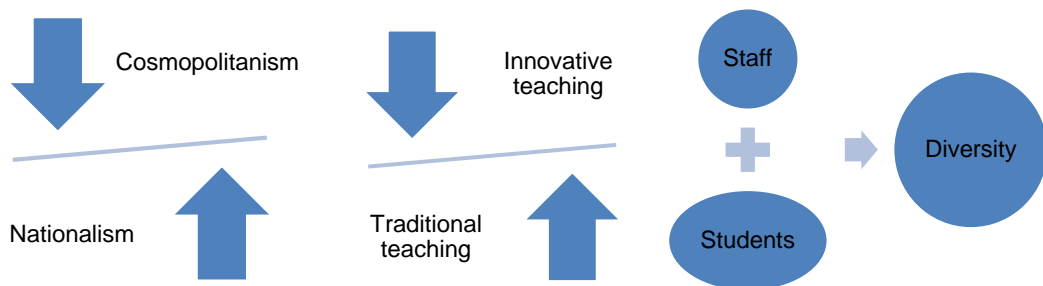 Cosmopolitanism
Nationalism
Innovative
teaching
Traditional
teaching
Staff
Students
Diversity